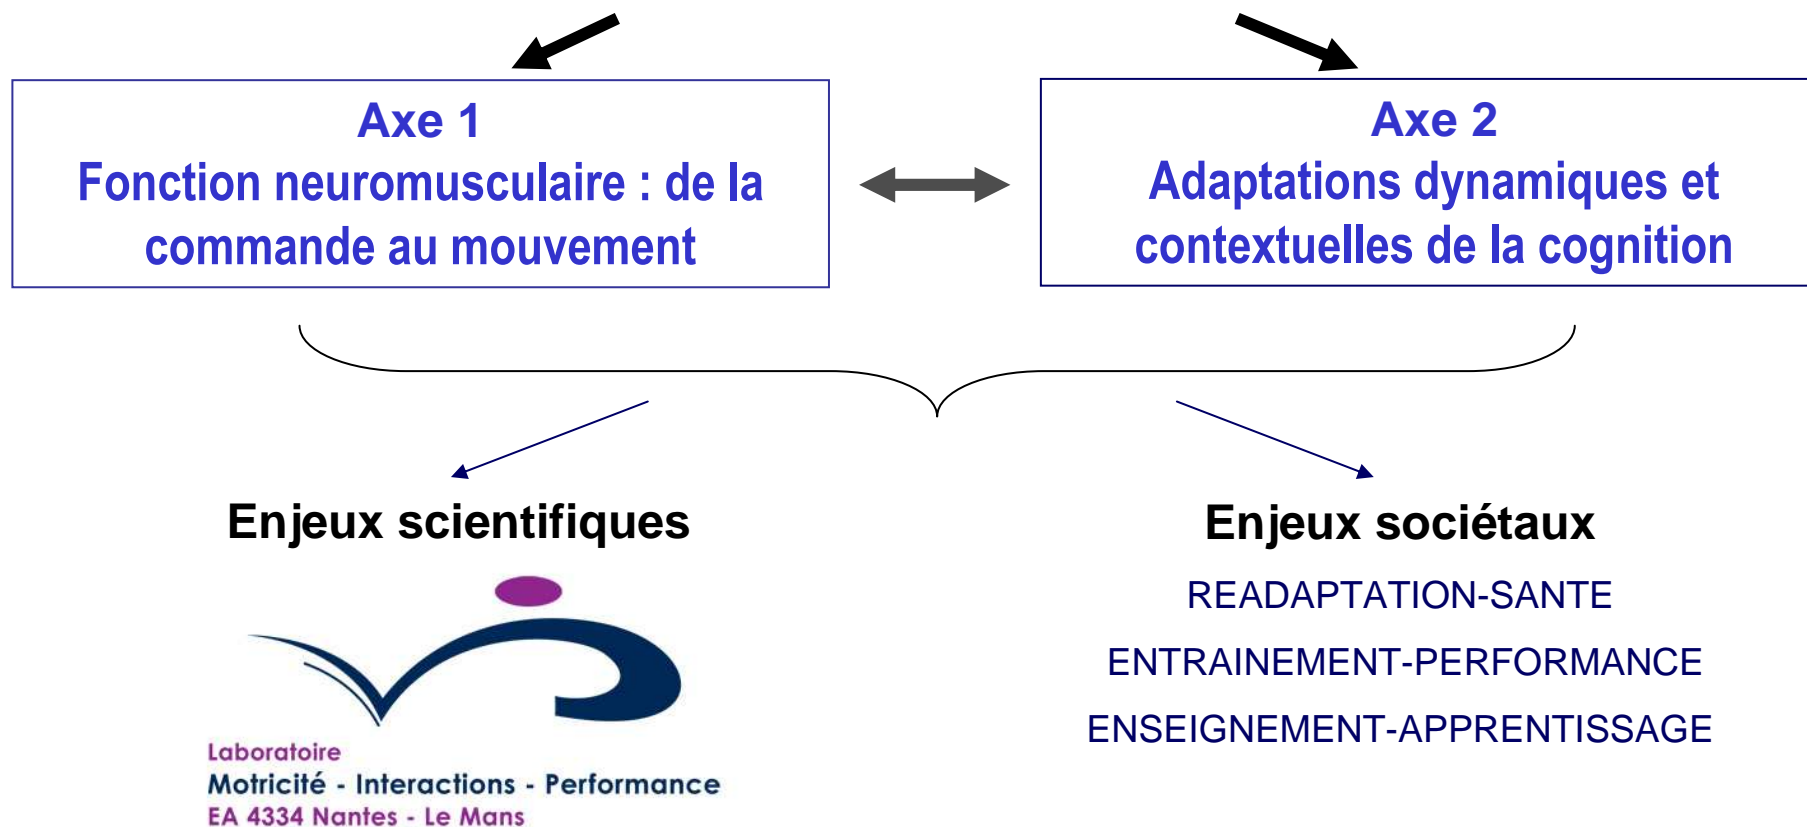 Axe 1
Fonction neuromusculaire : de la
commande au mouvement
Axe 2
Adaptations dynamiques et
contextuelles de la cognition
Enjeux scientifiques
Laboratoire
Motricité - Interactions - Performance
EA 4334 Nantes - Le Mans
Enjeux sociétaux
READAPTATION-SANTE
ENTRAINEMENT-PERFORMANCE
ENSEIGNEMENT-APPRENTISSAGE